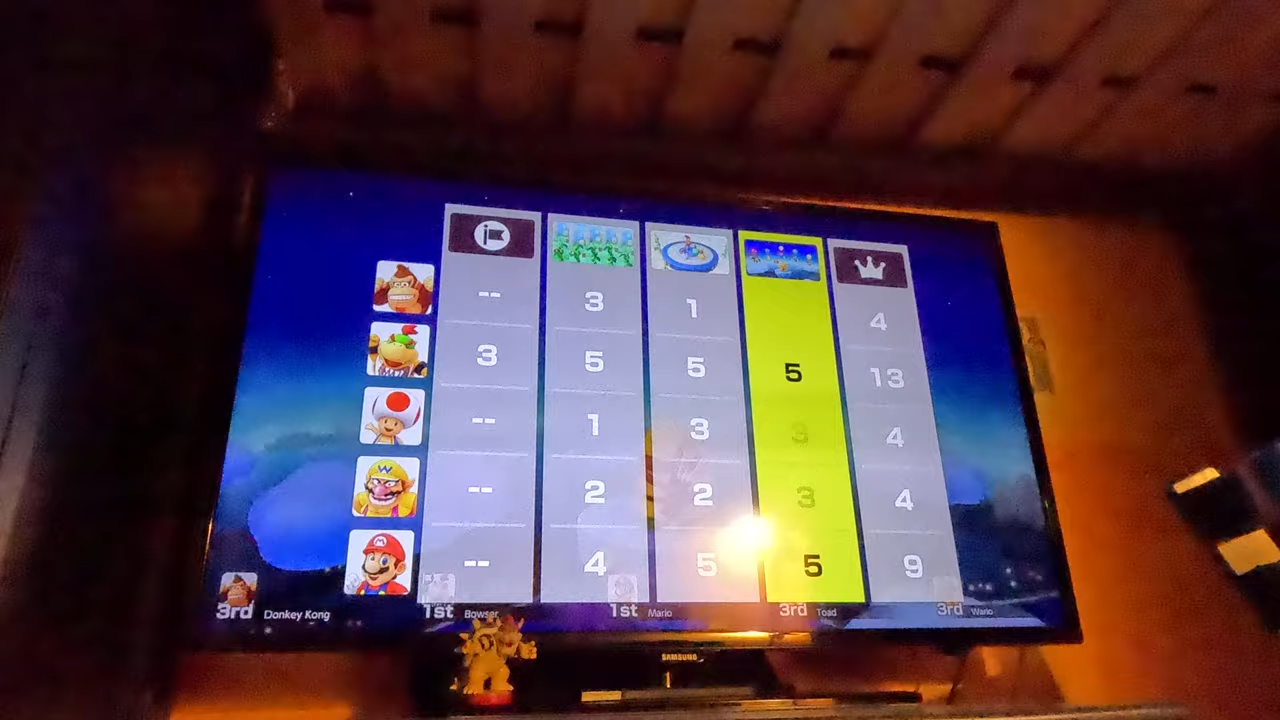 -- 3 1 4
3 5 5 5 13
-- 1 3 3 4
-- 2 2 3 4
-- 4 5 5 9
3rd Donkey Kong 1st Bowser 1st Mario 3rd Toad 3rd Wario
SAMSUNG